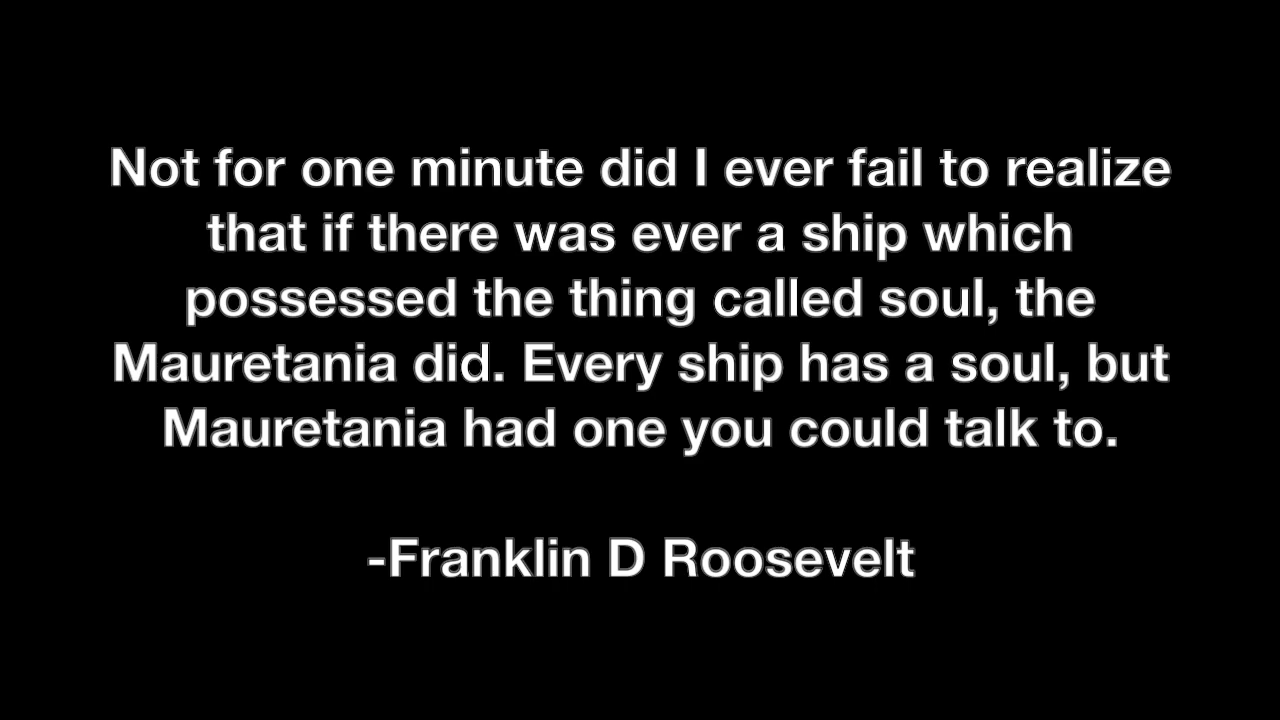 Not for one minute did I ever fail to realize
that if there was ever a ship which
possessed the thing called soul, the
Mauretania did. Every ship has a soul, but
Mauretania had one you could talk to.
-Franklin D Roosevelt